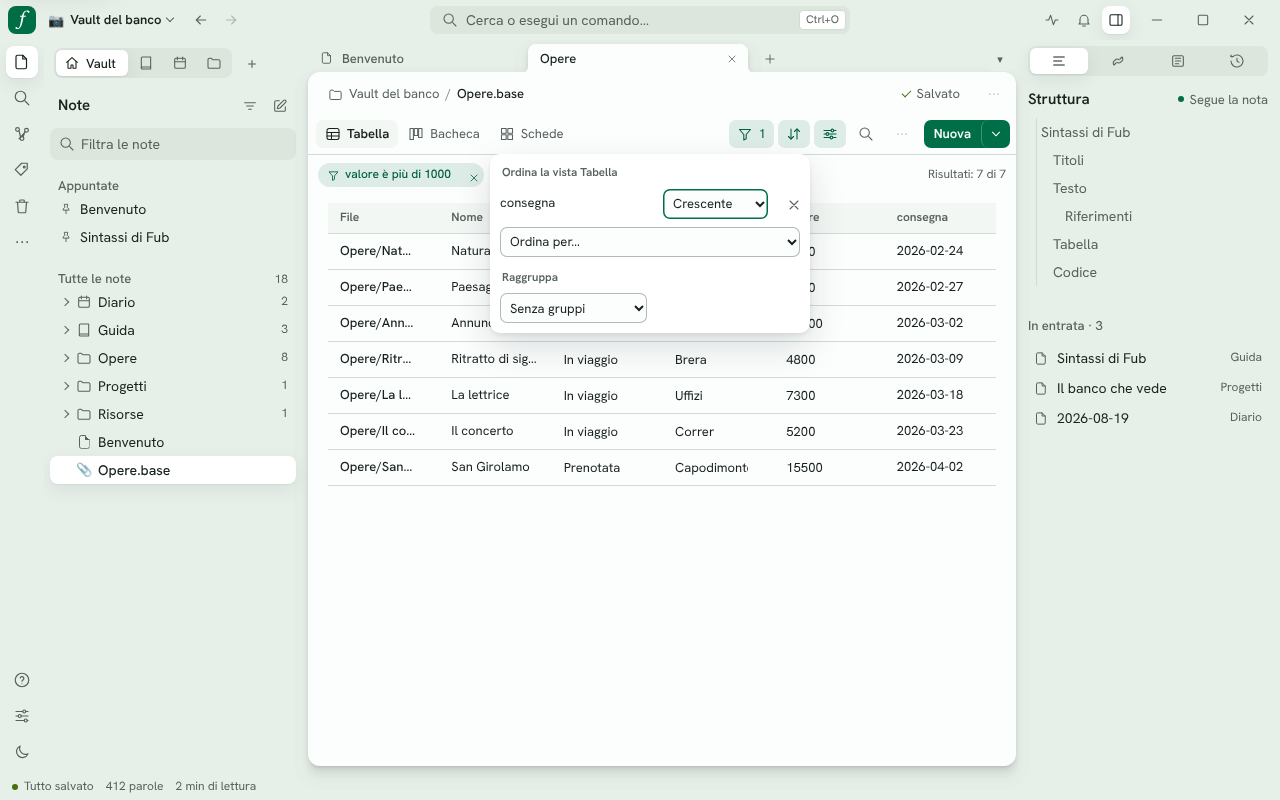 f
Vault del banco
Cerca o esegui un comando...
Ctrl+O
Vault
Note
Filtra le note
Appuntate
Benvenuto
Sintassi di Fub
Tutte le note 18
Diario 2
Guida 3
Opere 8
Progetti 1
Risorse 1
Benvenuto
Opere.base
Tutto salvato 412 parole 2 min di lettura
Benvenuto
Opere
Vault del banco / Opere.base
Salvato
Tabella Bacheca Schede
1
Nuova
valore è più di 1000
Risultati: 7 di 7
Ordina la vista Tabella
consegna Crescente
Ordina per...
Raggruppa
Senza gruppi
File Nome consegna
Opere/Nat... 2026-02-24
Opere/Pae... 2026-02-27
Opere/Ann... 2026-03-02
Opere/Ritr... Ritratto di sig... In viaggio Brera 4800 2026-03-09
Opere/La l... La lettrice In viaggio Uffizi 7300 2026-03-18
Opere/Il co... Il concerto In viaggio Correr 5200 2026-03-23
Opere/San... San Girolamo Prenotata Capodimonte 15500 2026-04-02
Struttura
Segue la nota
Sintassi di Fub
Titoli
Testo
Riferimenti
Tabella
Codice
In entrata · 3
Sintassi di Fub Guida
Il banco che vede Progetti
2026-08-19 Diario